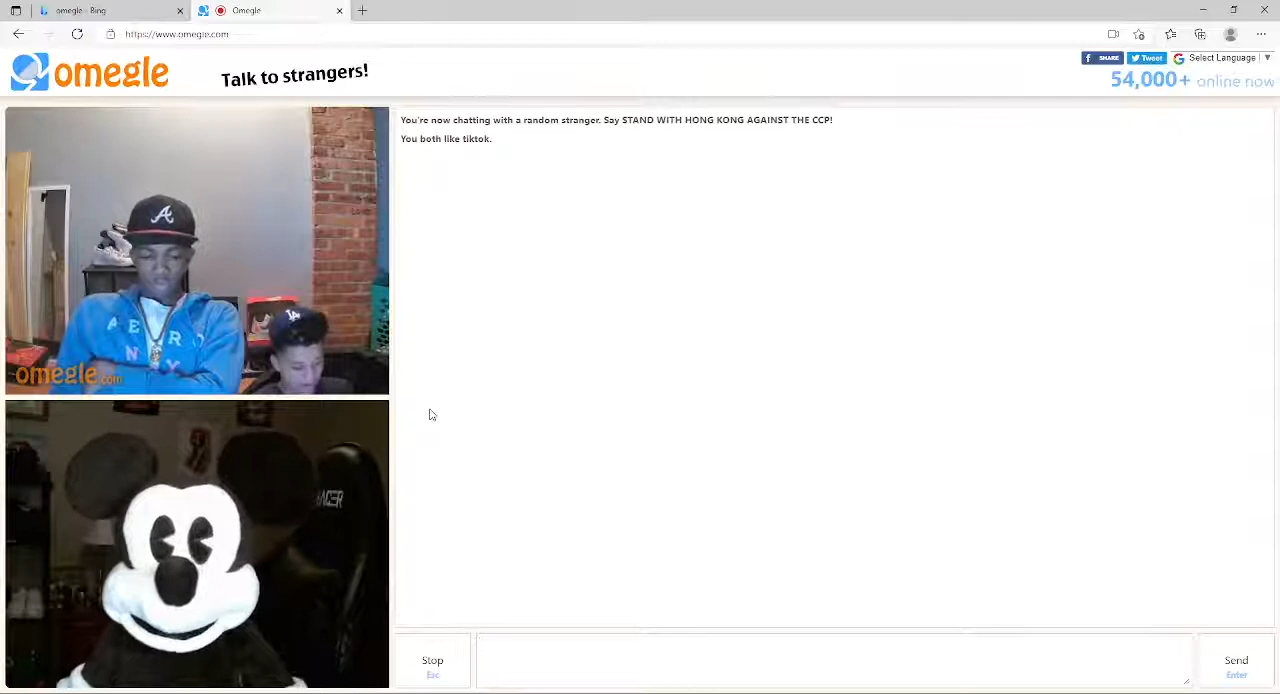 omegle - Bing
Omegle
https://www.omegle.com
omegle
Talk to strangers!
SHARE
Tweet
Select Language
54,000+ online now
You're now chatting with a random stranger. Say STAND WITH HONG KONG AGAINST THE CCP!
You both like tiktok.
A
LA
A E R O
N Y
omegle.com
Stop
Esc
Send
Enter